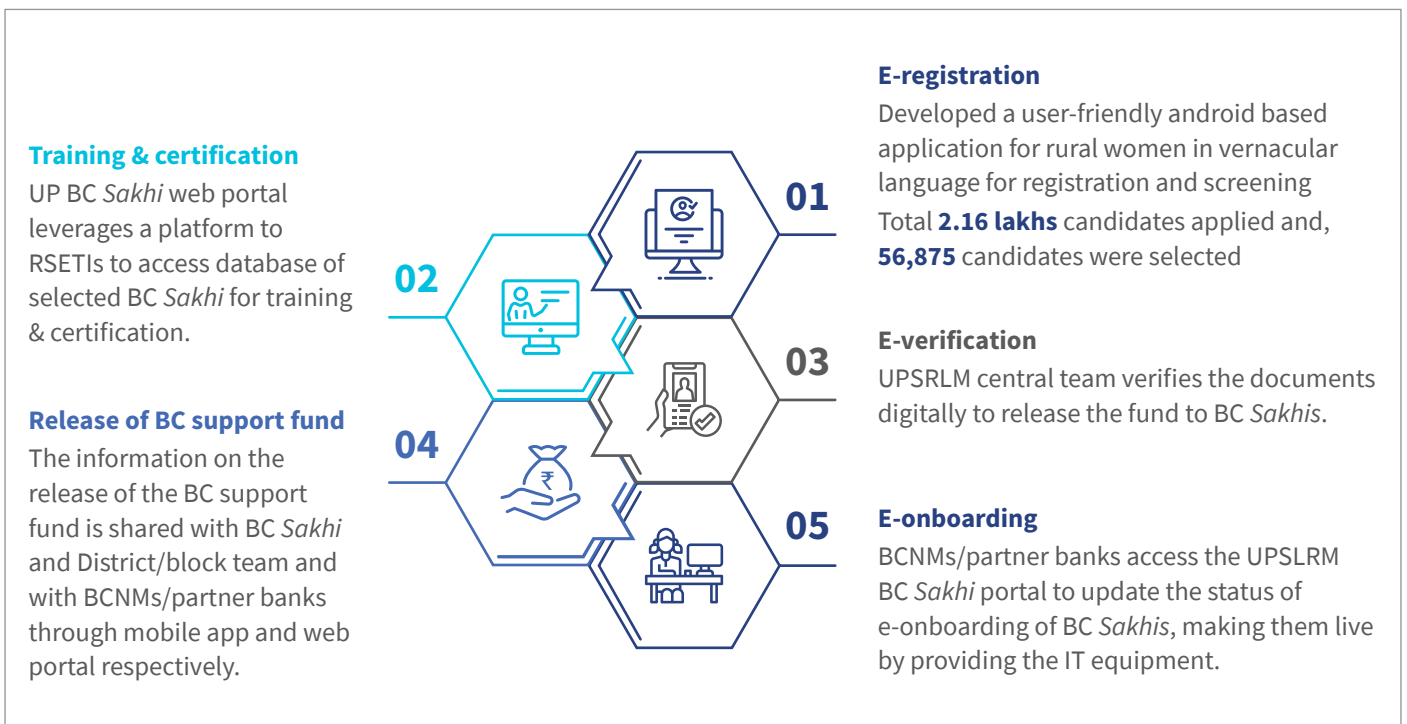 01
E-registration
Developed a user-friendly android based
application for rural women in vernacular
language for registration and screening
Total 2.16 lakhs candidates applied and,
56,875 candidates were selected
Training & certification
UP BC Sakhi web portal
leverages a platform to
RSETIs to access database of
selected BC Sakhi for training
& certification.
02
03
E-verification
UPSRLM central team verifies the documents
digitally to release the fund to BC Sakhis.
Release of BC support fund
The information on the
release of the BC support
fund is shared with BC Sakhi
and District/block team and
with BCNMs/partner banks
through mobile app and web
portal respectively.
04
₹
05
E-onboarding
BCNMs/partner banks access the UPSLRM
BC Sakhi portal to update the status of
e-onboarding of BC Sakhis, making them live
by providing the IT equipment.